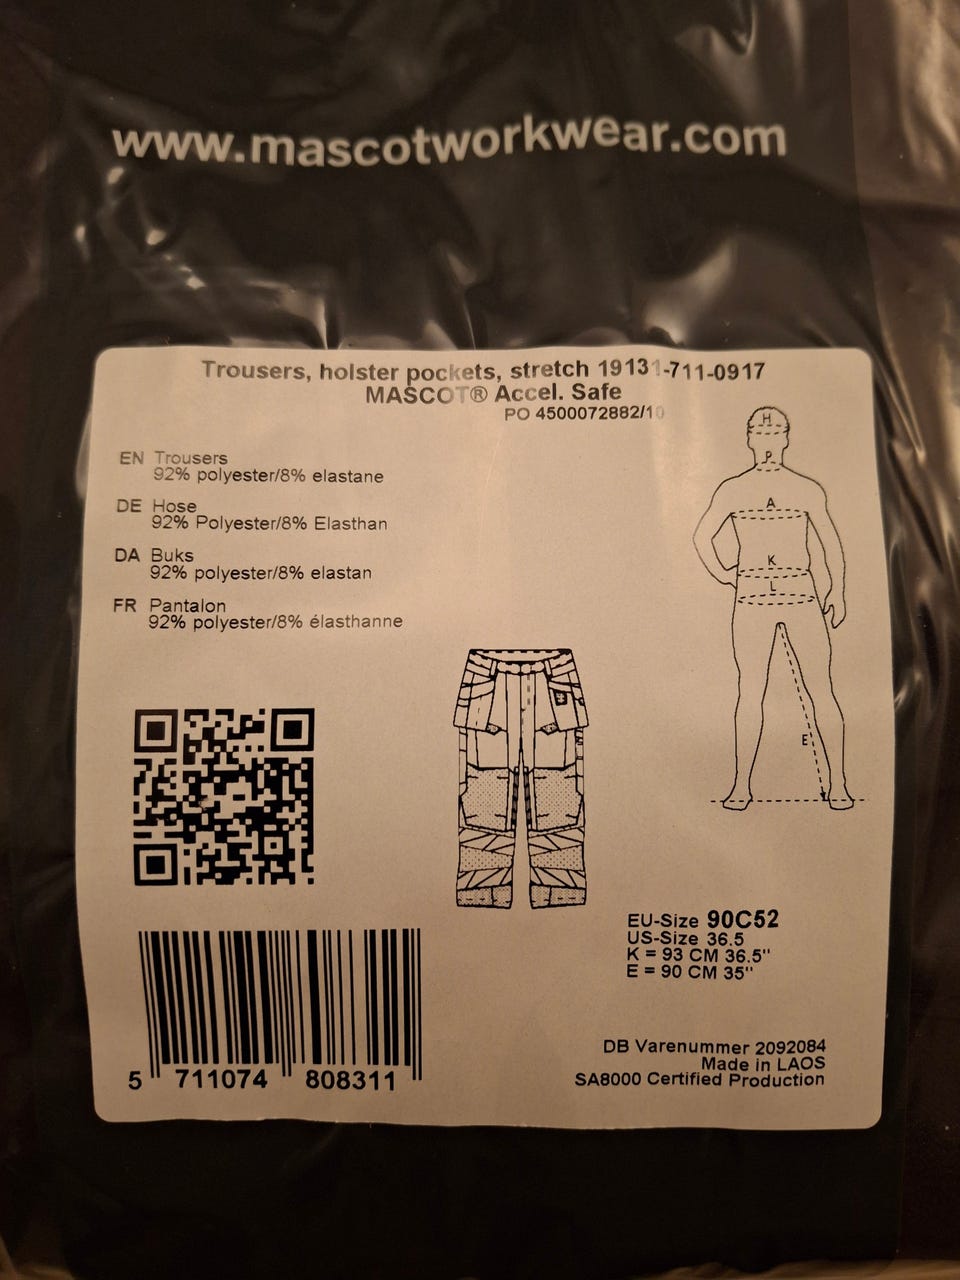 www.mascotworkwear.com
Trousers, holster pockets, stretch 19131-711-0917
MASCOT® Accel. Safe
PO 4500072882/10
EN Trousers
92% polyester/8% elastane
DE Hose
92% Polyester/8% Elasthan
DA Buks
92% polyester/8% elastan
FR Pantalon
92% polyester/8% élasthanne
H
P
A
K
L
E
EU-Size 90C52
US-Size 36.5
K = 93 CM 36.5"
E = 90 CM 35"
5 711074 808311
DB Varenummer 2092084
Made in LAOS
SA8000 Certified Production